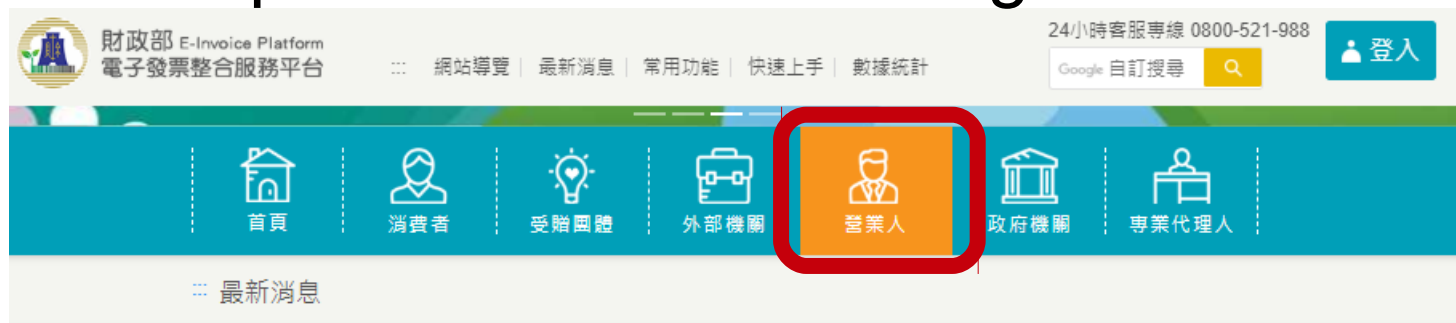 24小時客服專線 0800-521-988
財政部 E-Invoice Platform
電子發票整合服務平台
::: 網站導覽 | 最新消息 | 常用功能 | 快速上手 | 數據統計
Google 自訂搜尋
登入
首頁 消費者 受贈團體 外部機關 營業人 政府機關 專業代理人
::: 最新消息